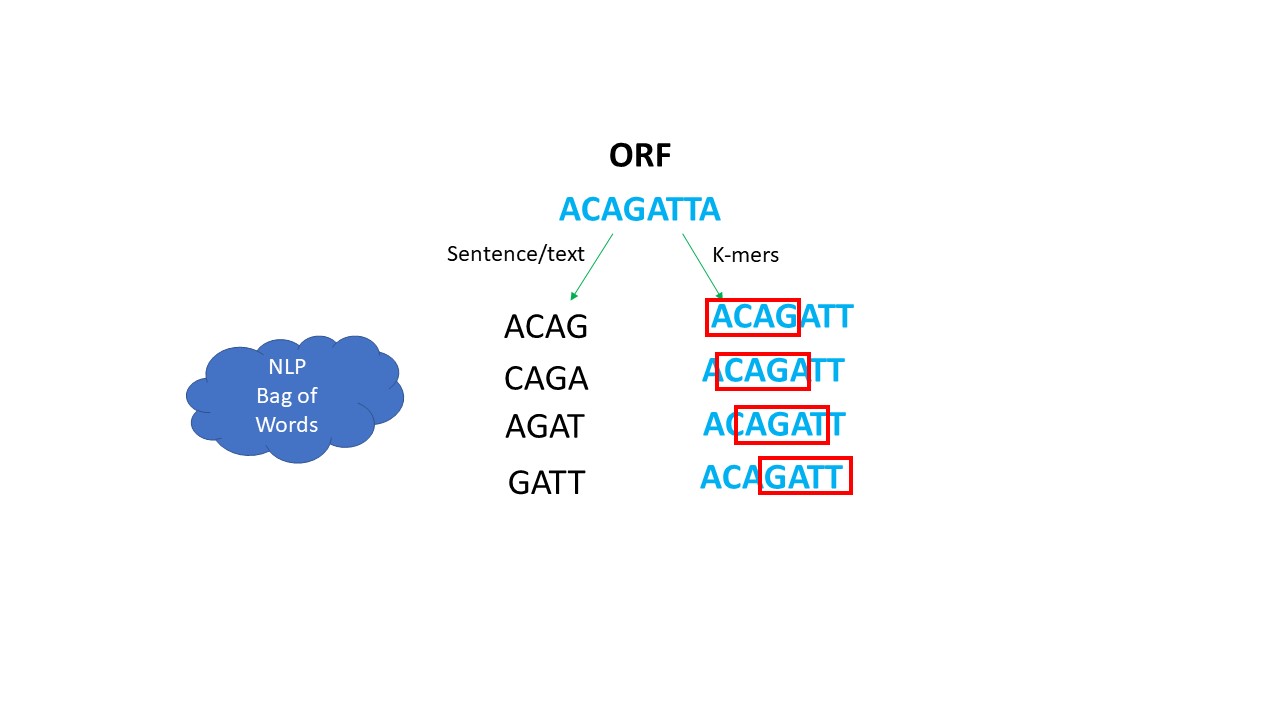 ORF
ACAGATTA
Sentence/text
K-mers
ACAG
CAGA
AGAT
GATT
ACAGATT
ACAGATT
ACAGATT
ACAGATT
NLP
Bag of
Words